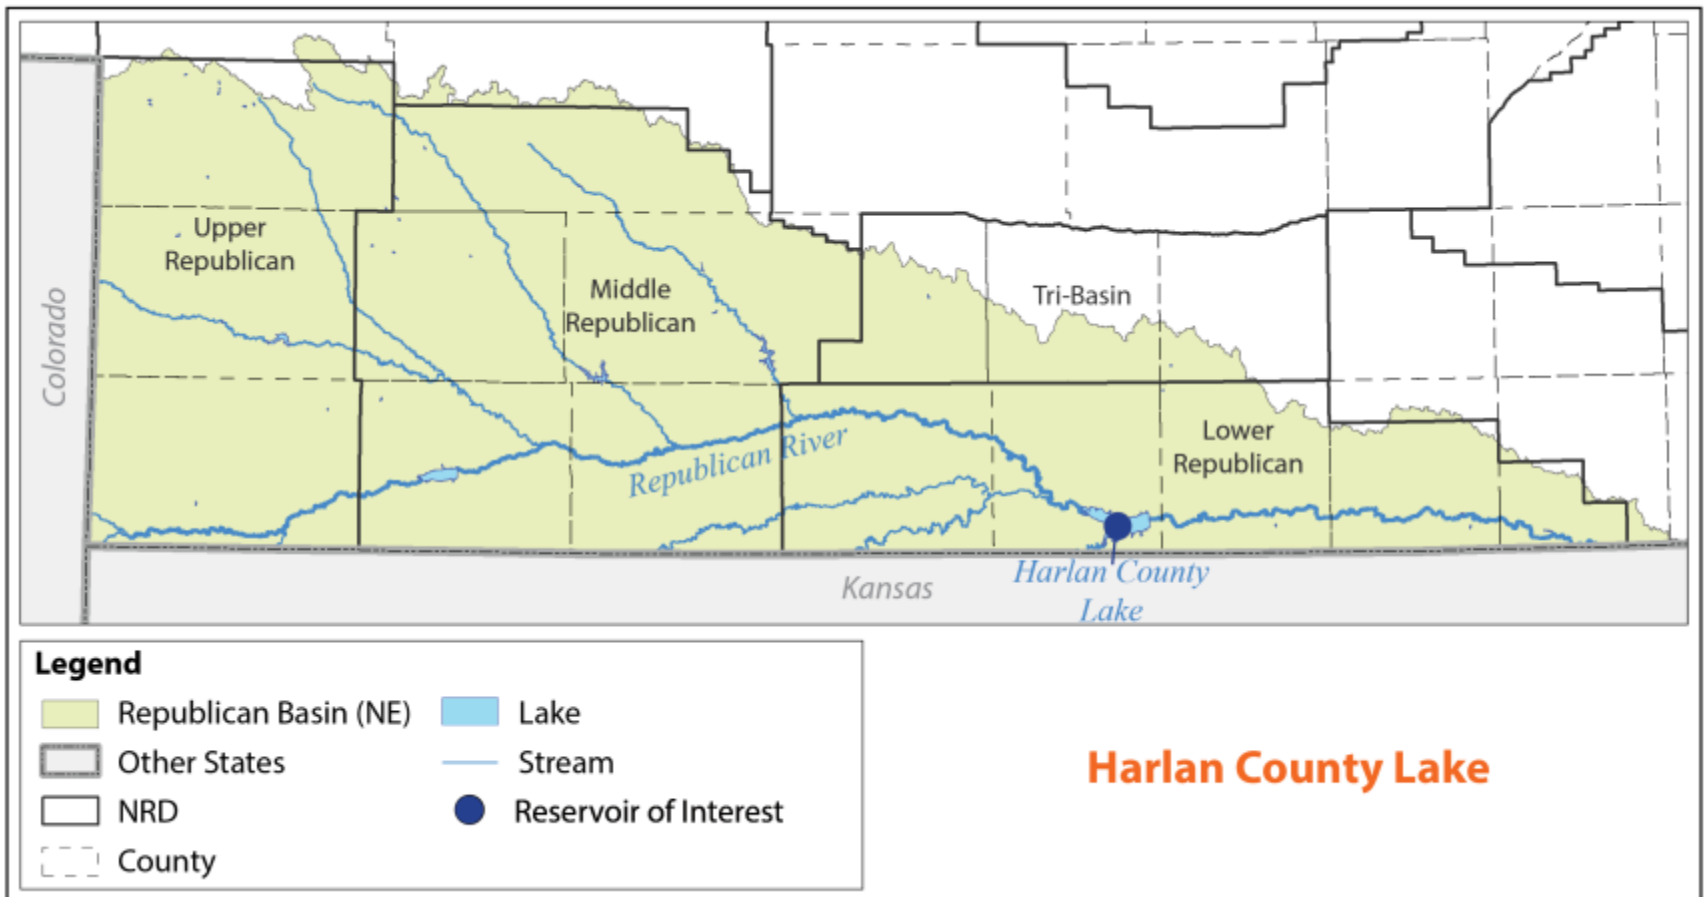 Upper
Republican
Middle
Republican
Tri-Basin
Colorado
Lower
Republican
Republican River
Harlan County
Lake
Kansas
Legend
Republican Basin (NE)
Lake
Other States
Stream
NRD
Reservoir of Interest
County
Harlan County Lake